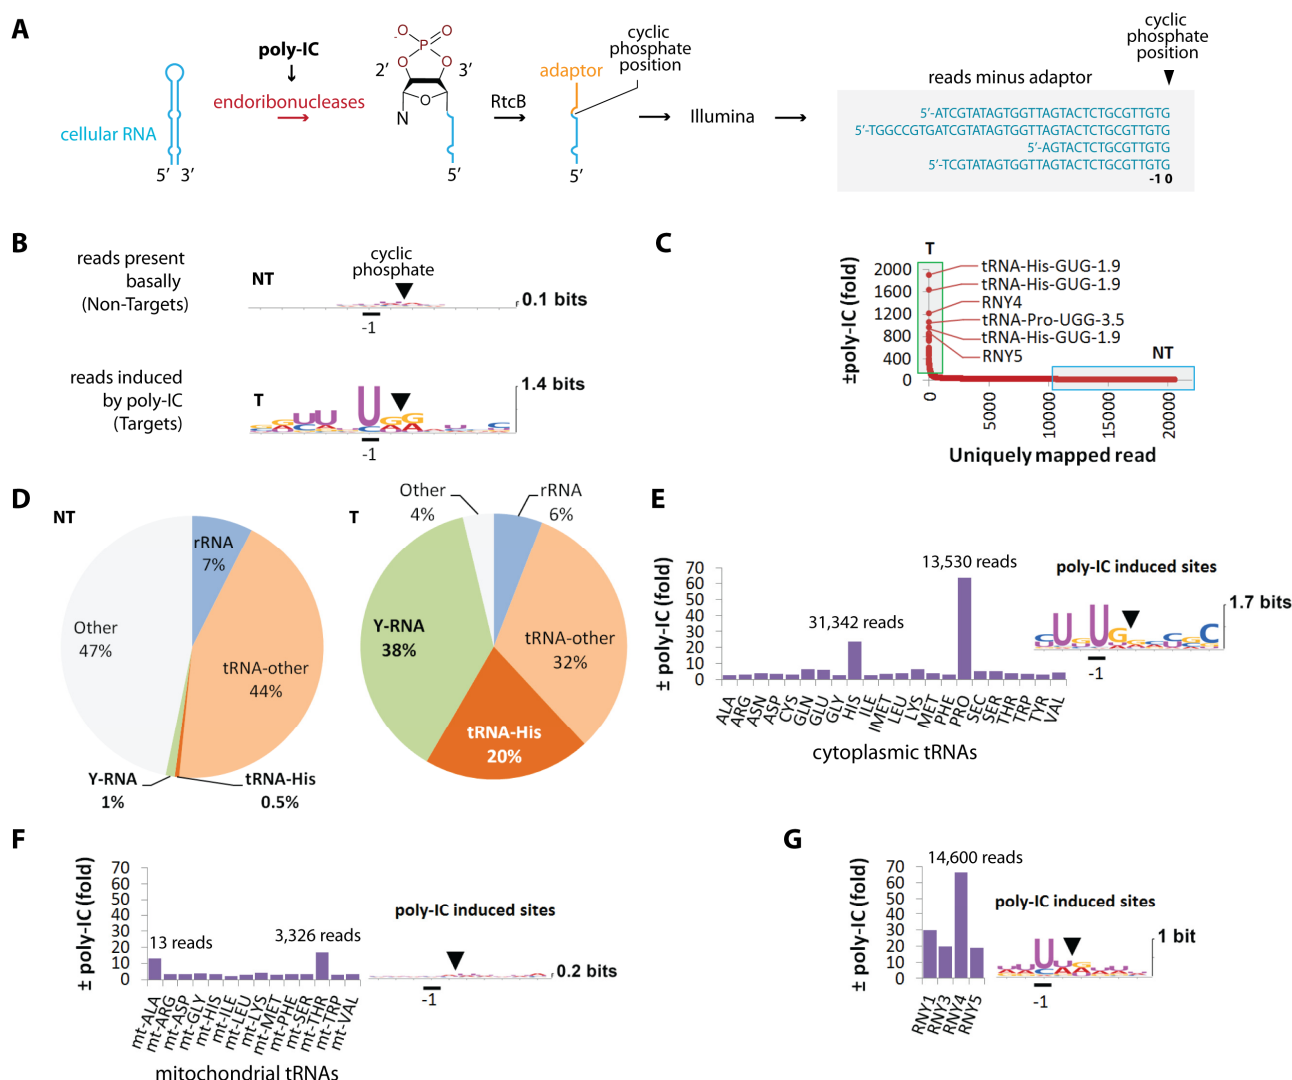 A
cellular RNA
5′ 3′
poly-IC
endoribonucleases
O
-
O
P
O
O
2′
3′
O
N
5′
RtcB
adaptor
cyclic
phosphate
position
5′
Illumina
reads minus adaptor
cyclic
phosphate
position
5′-ATCGTATAGTGGTTAGTACTCTGCGTTGTG
5′-TGGCCGTGATCGTATAGTGGTTAGTACTCTGCGTTGTG
5′-AGTACTCTGCGTTGTG
5′-TCGTATAGTGGTTAGTACTCTGCGTTGTG
-1 0
B
reads present
basally
(Non-Targets)
NT
cyclic
phosphate
0.1 bits
-1
reads induced
by poly-IC
(Targets)
T
1.4 bits
-1
C
T
±poly-IC (fold)
2000
1600
1200
800
400
0
tRNA-His-GUG-1.9
tRNA-His-GUG-1.9
RNY4
tRNA-Pro-UGG-3.5
tRNA-His-GUG-1.9
RNY5
NT
0
5000
10000
15000
20000
Uniquely mapped read
D
NT
rRNA
7%
Other
47%
tRNA-other
44%
Y-RNA
1%
tRNA-His
0.5%
T
Other
4%
rRNA
6%
Y-RNA
38%
tRNA-other
32%
tRNA-His
20%
E
± poly-IC (fold)
70
60
50
40
30
20
10
0
31,342 reads
13,530 reads
ALA
ARG
ASN
ASP
CYS
GLN
GLU
GLY
HIS
ILE
IMET
LEU
LYS
MET
PHE
PRO
SEC
SER
THR
TRP
TYR
VAL
cytoplasmic tRNAs
poly-IC induced sites
1.7 bits
-1
F
± poly-IC (fold)
70
60
50
40
30
20
10
0
13 reads
3,326 reads
mt-ALA
mt-ARG
mt-ASP
mt-GLY
mt-HIS
mt-ILE
mt-LEU
mt-LYS
mt-MET
mt-PHE
mt-SER
mt-THR
mt-TRP
mt-VAL
mitochondrial tRNAs
poly-IC induced sites
0.2 bits
-1
G
± poly-IC (fold)
70
60
50
40
30
20
10
0
14,600 reads
RNY1
RNY3
RNY4
RNY5
poly-IC induced sites
1 bit
-1